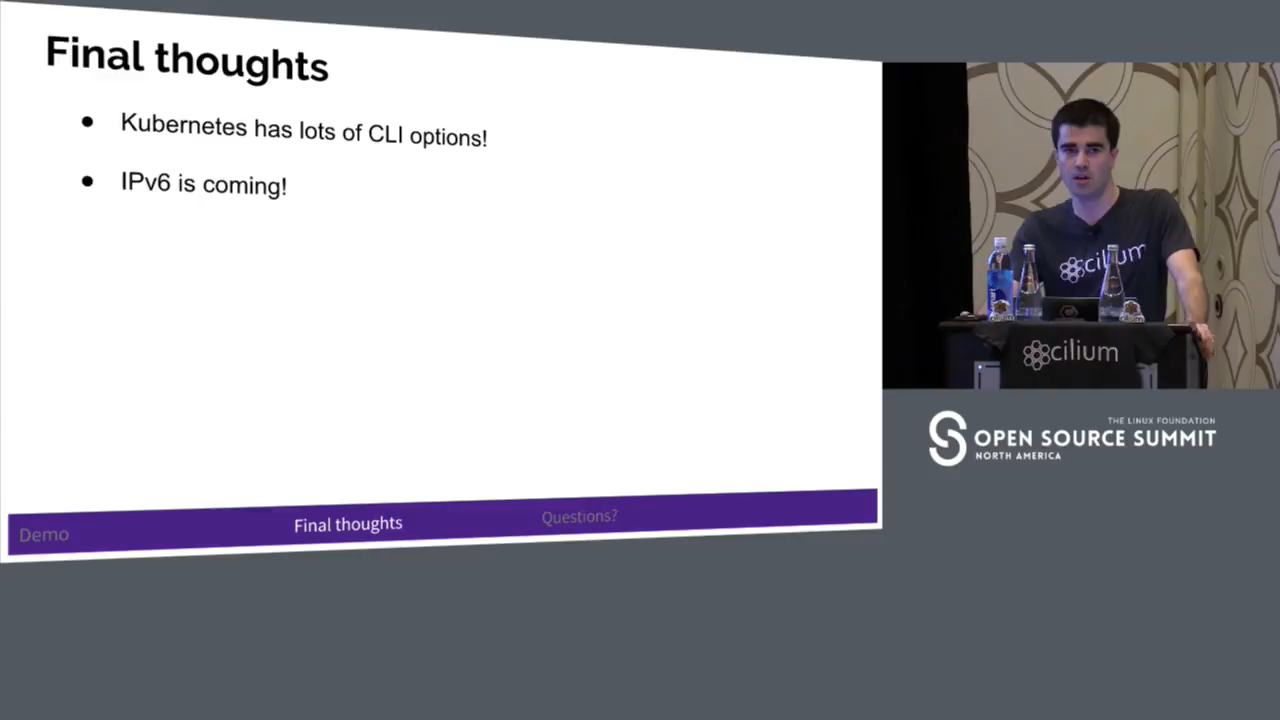 Final thoughts
Kubernetes has lots of CLI options!
IPv6 is coming!
Demo
Final thoughts
Questions?
cilium
cilium
THE LINUX FOUNDATION
OPEN SOURCE SUMMIT
NORTH AMERICA